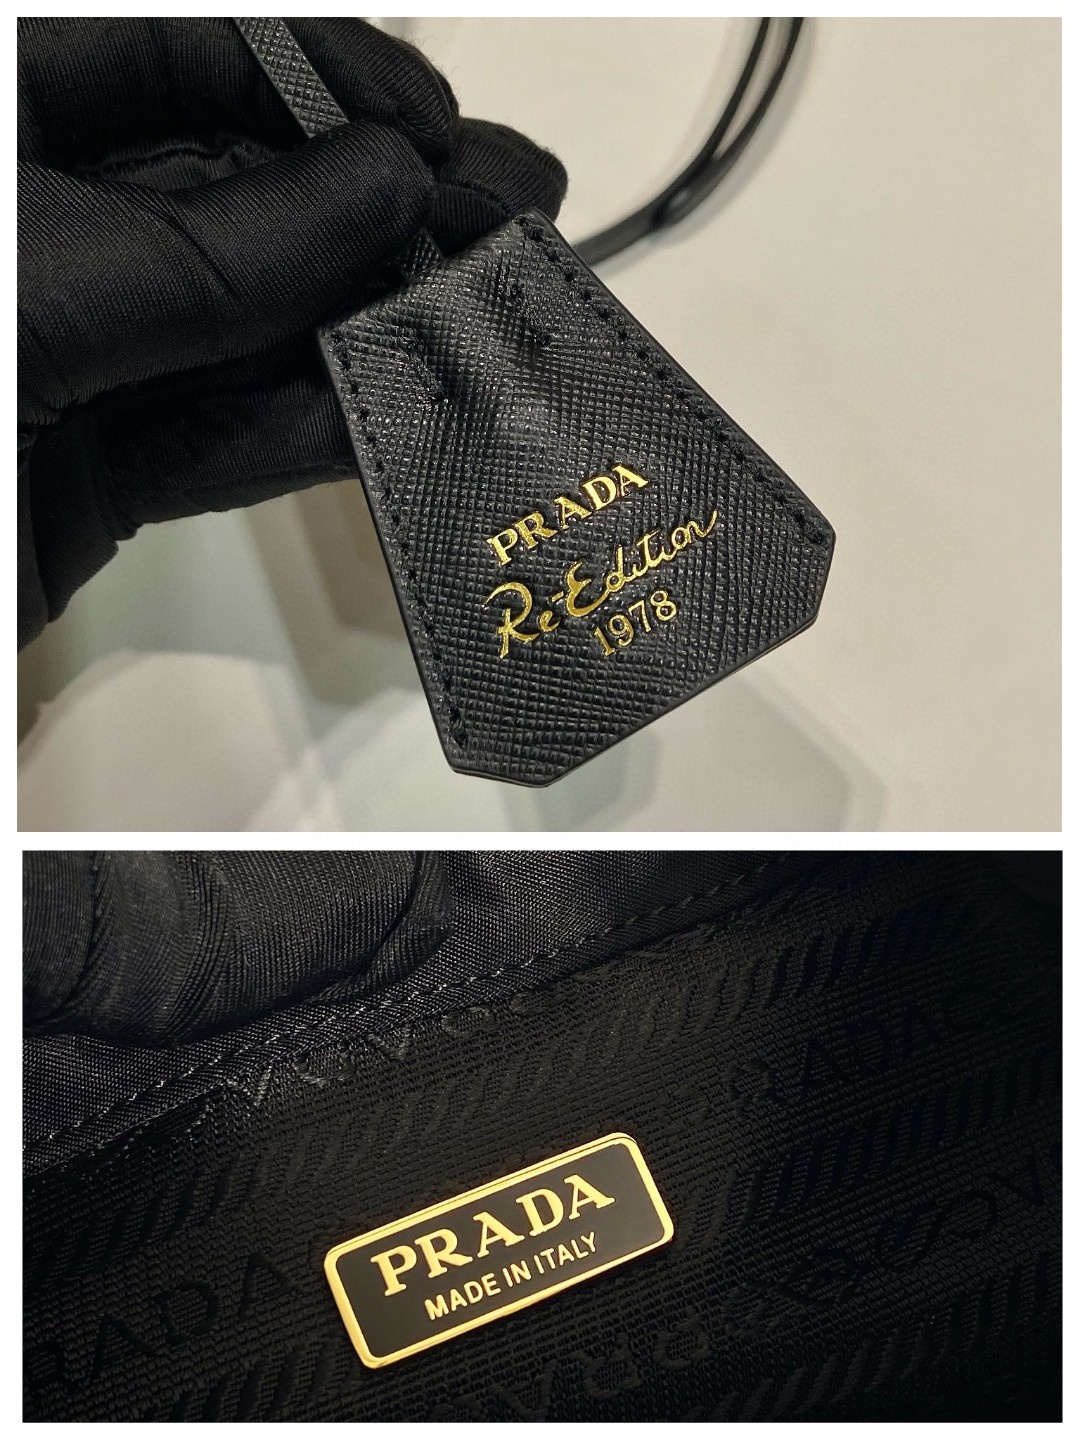 PRADA
Re-Edition
1978
PRADA
MADE IN ITALY